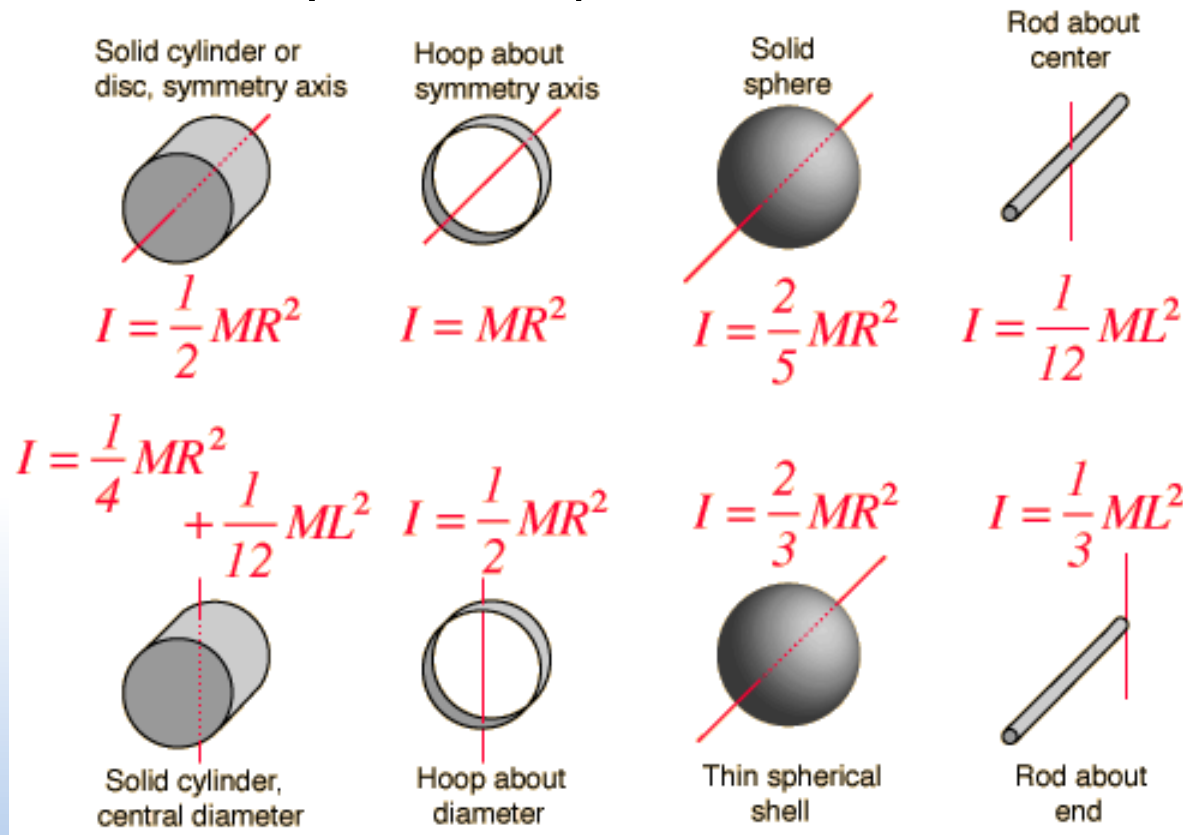 Solid cylinder or
disc, symmetry axis
Hoop about
symmetry axis
Solid
sphere
Rod about
center
I = 1/2 MR²
I = MR²
I = 2/5 MR²
I = 1/12 ML²
I = 1/4 MR²
+ 1/12 ML²
I = 1/2 MR²
I = 2/3 MR²
I = 1/3 ML²
Solid cylinder,
central diameter
Hoop about
diameter
Thin spherical
shell
Rod about
end